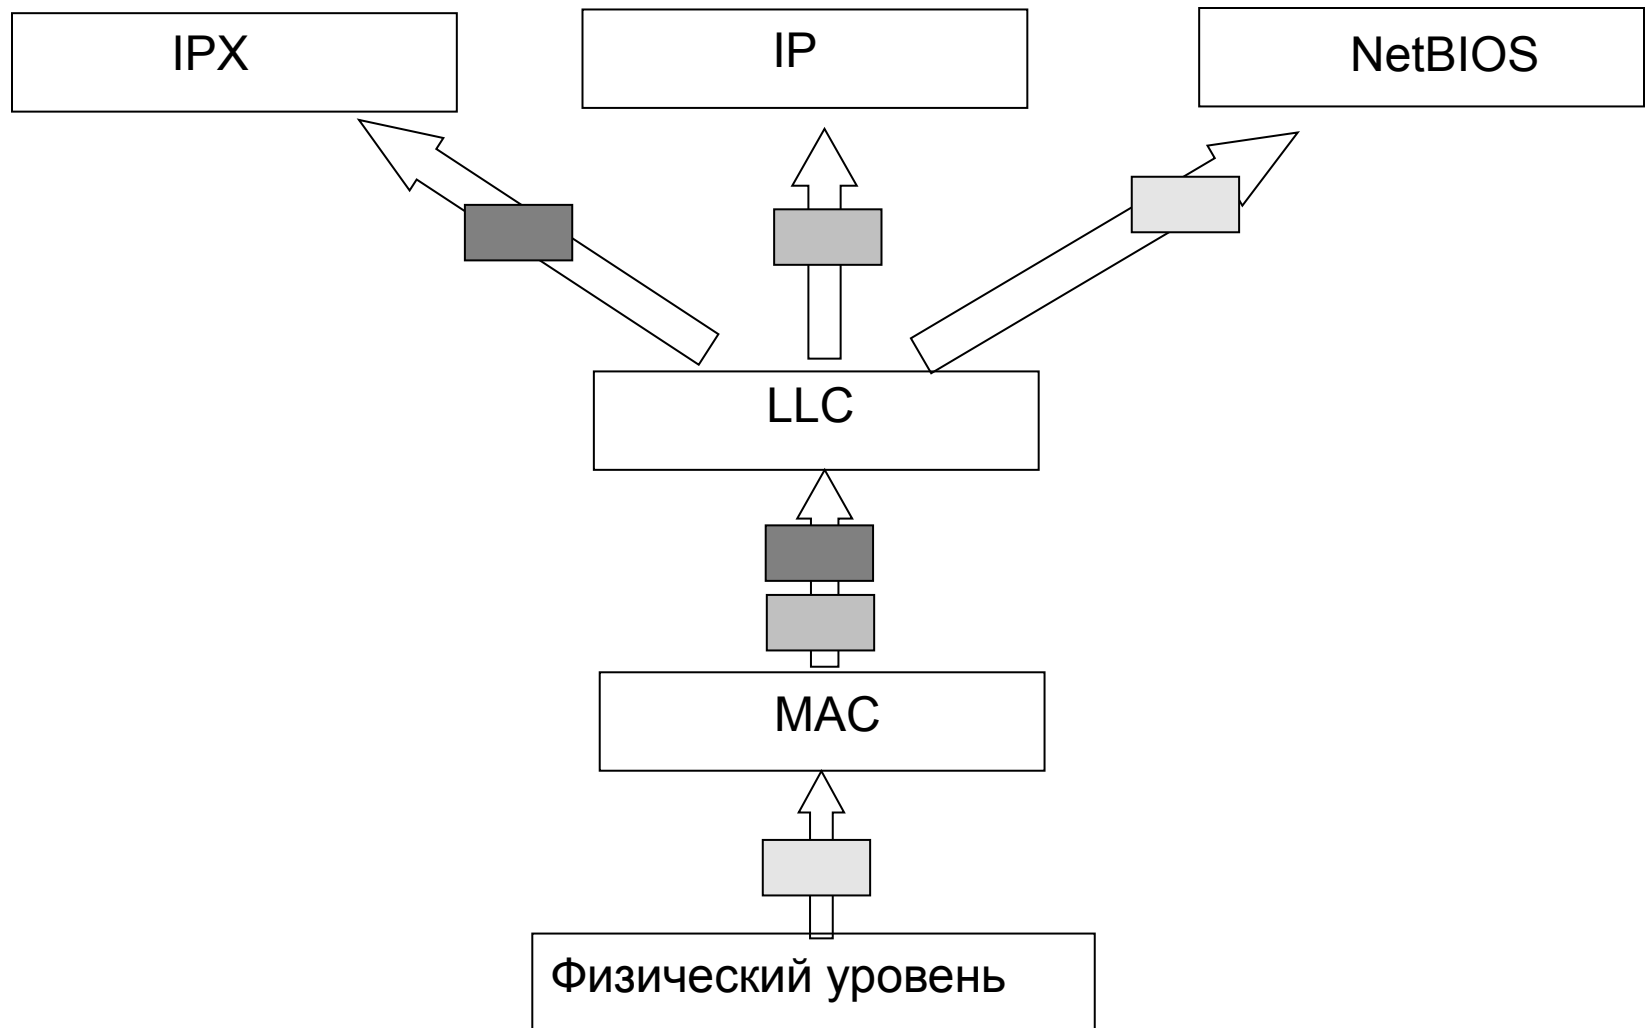 IPX
IP
NetBIOS
LLC
MAC
Физический уровень